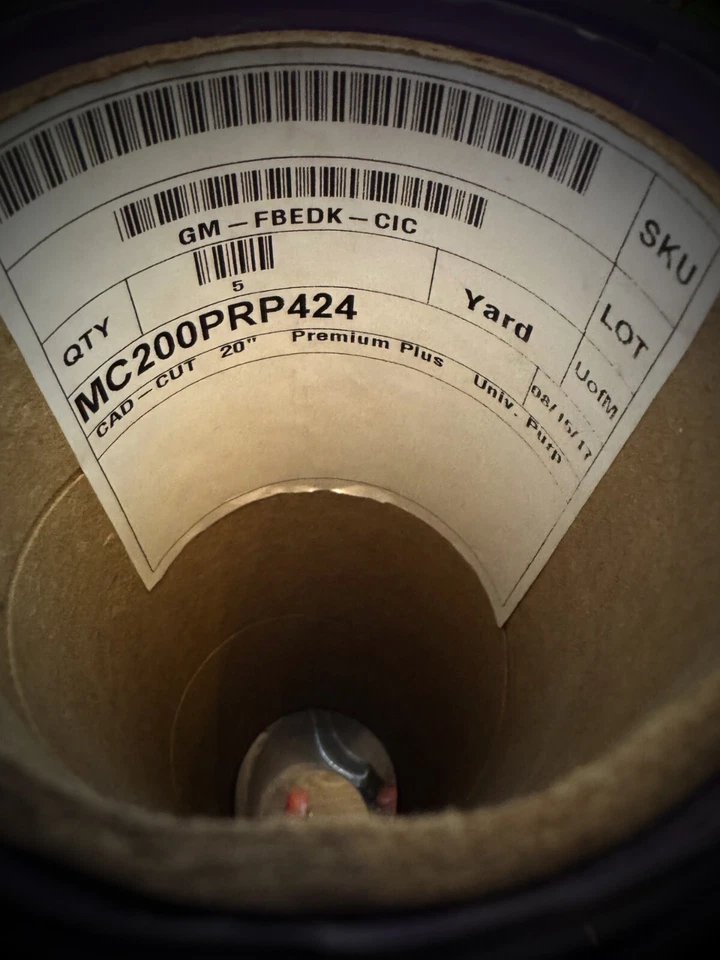 SKU
GM-FBEDK-CIC
LOT
QTY
5
Yard
UofM
MC200PRP424
08/15/17
CAD-CUT 20" Premium Plus Univ. Purp